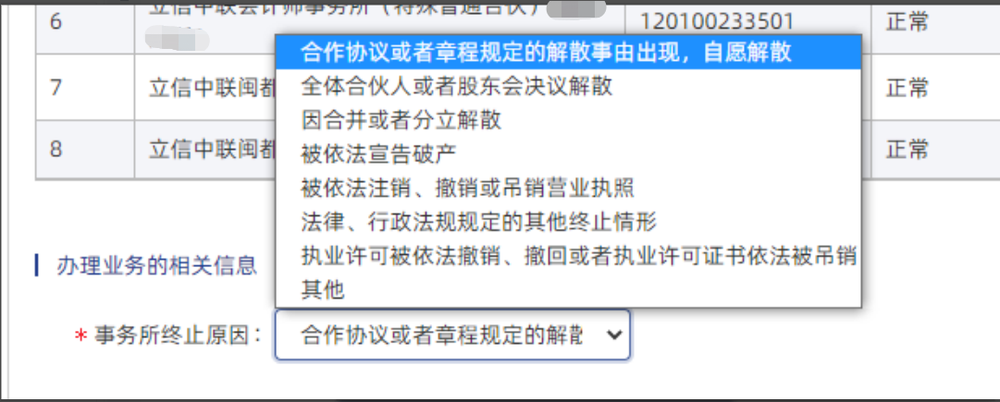 6
立信中联会计师事务所（特殊普通合伙）
120100233501
正常
7
立信中联闽都
正常
8
立信中联闽都
正常
合作协议或者章程规定的解散事由出现，自愿解散
全体合伙人或者股东会决议解散
因合并或者分立解散
被依法宣告破产
被依法注销、撤销或吊销营业执照
法律、行政法规规定的其他终止情形
执业许可被依法撤销、撤回或者执业许可证书依法被吊销
其他
办理业务的相关信息
* 事务所终止原因：
合作协议或者章程规定的解散